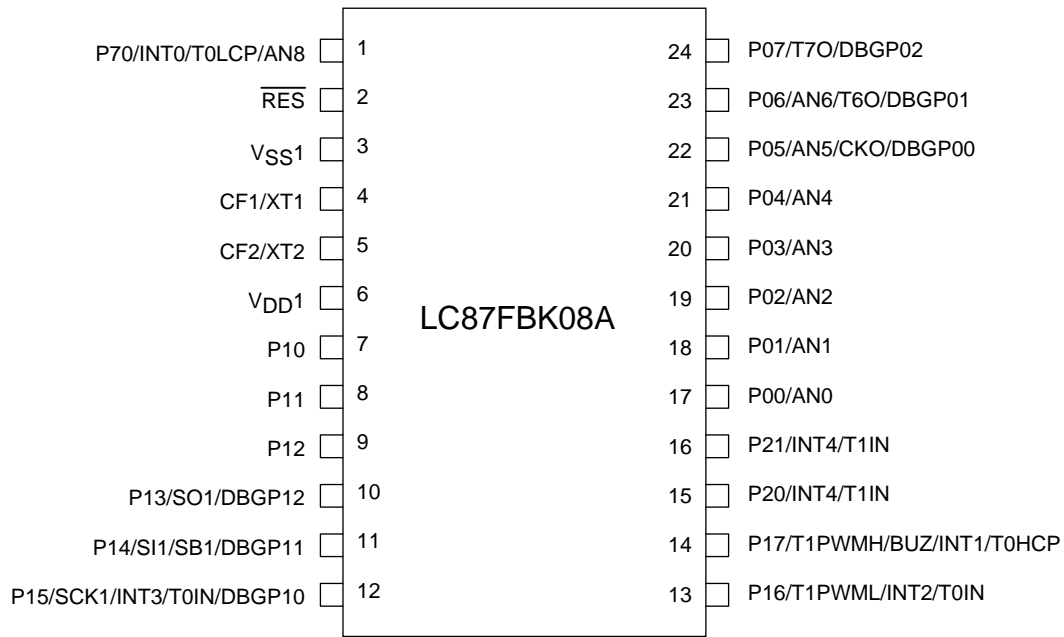 P70/INT0/T0LCP/AN8 1 24 P07/T7O/DBGP02
RES 2 23 P06/AN6/T6O/DBGP01
VSS1 3 22 P05/AN5/CKO/DBGP00
CF1/XT1 4 21 P04/AN4
CF2/XT2 5 20 P03/AN3
VDD1 6 19 P02/AN2
LC87FBK08A
P10 7 18 P01/AN1
P11 8 17 P00/AN0
P12 9 16 P21/INT4/T1IN
P13/SO1/DBGP12 10 15 P20/INT4/T1IN
P14/SI1/SB1/DBGP11 11 14 P17/T1PWMH/BUZ/INT1/T0HCP
P15/SCK1/INT3/T0IN/DBGP10 12 13 P16/T1PWML/INT2/T0IN